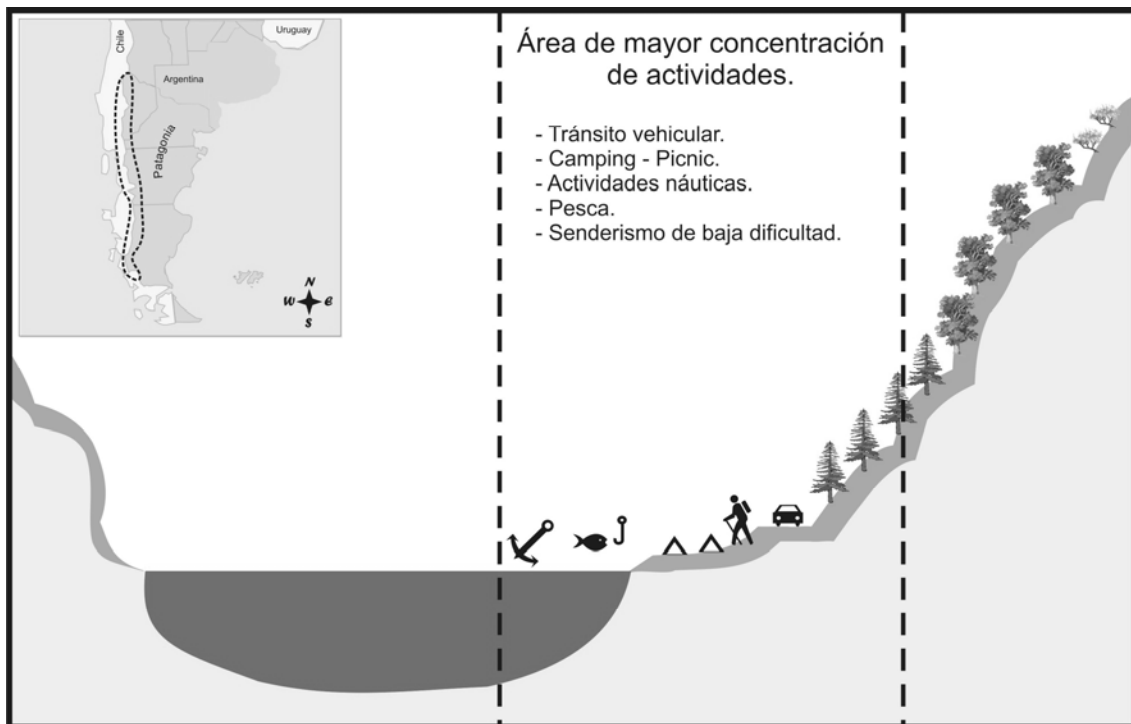 Chile
Uruguay
Argentina
Patagonía
N
W e
S
Área de mayor concentración
de actividades.
- Tránsito vehicular.
- Camping - Picnic.
- Actividades náuticas.
- Pesca.
- Senderismo de baja dificultad.